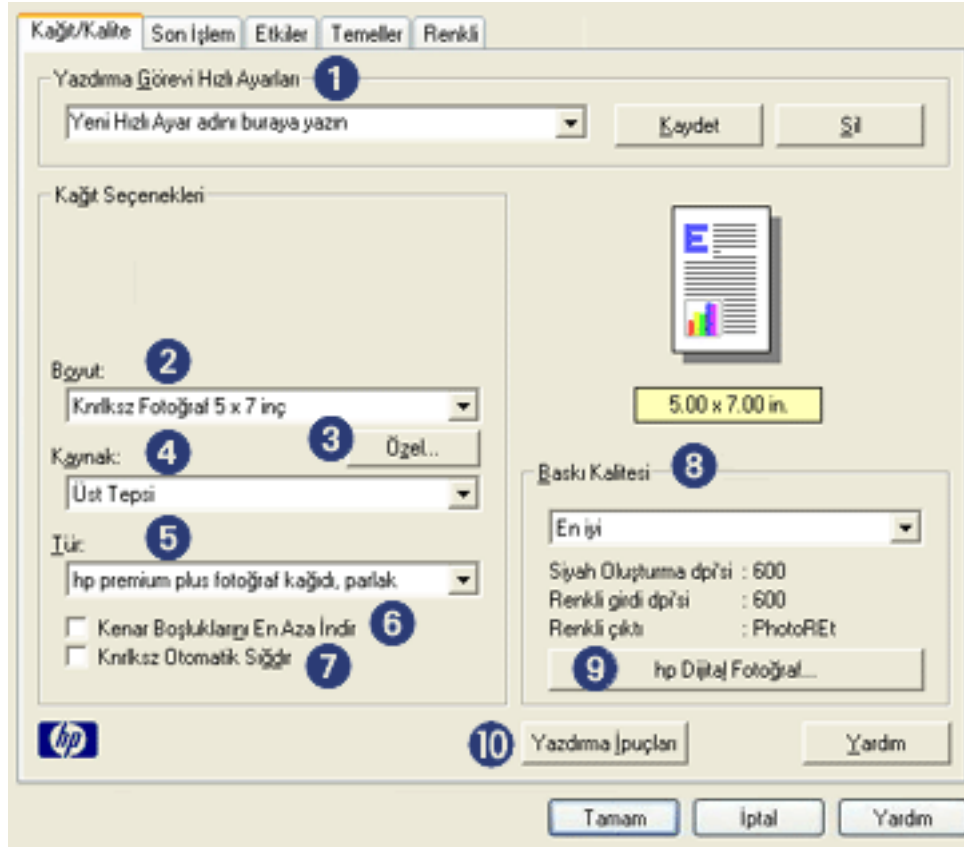 Kağıt/Kalite Son İşlem Etkiler Temeller Renkli
Yazdırma Görevi Hızlı Ayarları 1
Yeni Hızlı Ayar adını buraya yazın Kaydet Sil
Kağıt Seçenekleri
E
Boyut: 2
Knrlksz Fotoğraf 5 x 7 inç
5.00 x 7.00 in.
3 Özel...
Kaynak: 4
Üst Tepsi
Tür: 5
hp premium plus fotoğraf kağıdı, parlak
Kenar Boşluklarını En Aza İndir 6
Knrlksz Otomatik Sığdır 7
Baskı Kalitesi 8
En iyi
Siyah Oluşturma dpi'si : 600
Renkli girdi dpi'si : 600
Renkli çıktı : PhotoREt
9 hp Dijital Fotoğraf...
hp
10 Yazdırma İpuçları Yardım
Tamam İptal Yardım